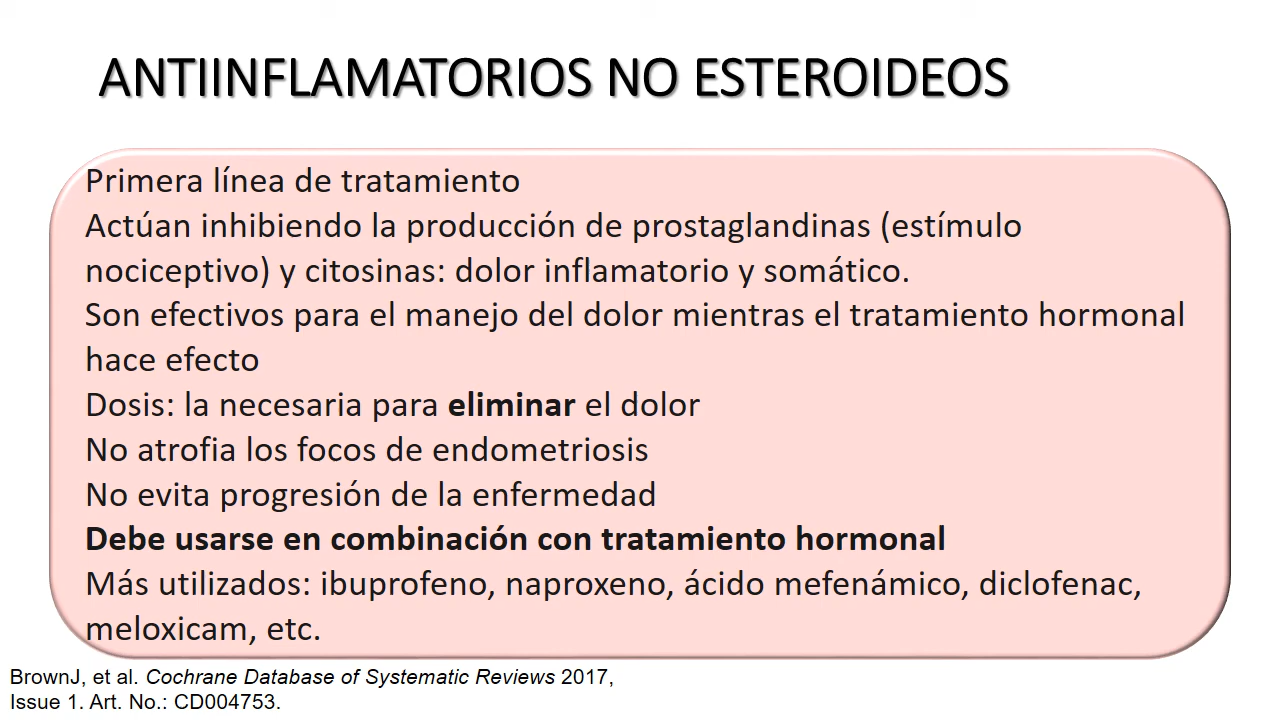 ANTIINFLAMATORIOS NO ESTEROIDEOS
Primera línea de tratamiento
Actúan inhibiendo la producción de prostaglandinas (estímulo
nociceptivo) y citosinas: dolor inflamatorio y somático.
Son efectivos para el manejo del dolor mientras el tratamiento hormonal
hace efecto
Dosis: la necesaria para eliminar el dolor
No atrofia los focos de endometriosis
No evita progresión de la enfermedad
Debe usarse en combinación con tratamiento hormonal
Más utilizados: ibuprofeno, naproxeno, ácido mefenámico, diclofenac,
meloxicam, etc.
BrownJ, et al. Cochrane Database of Systematic Reviews 2017,
Issue 1. Art. No.: CD004753.